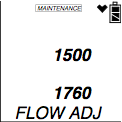 MAINTENANCE
1500
1760
FLOW ADJ